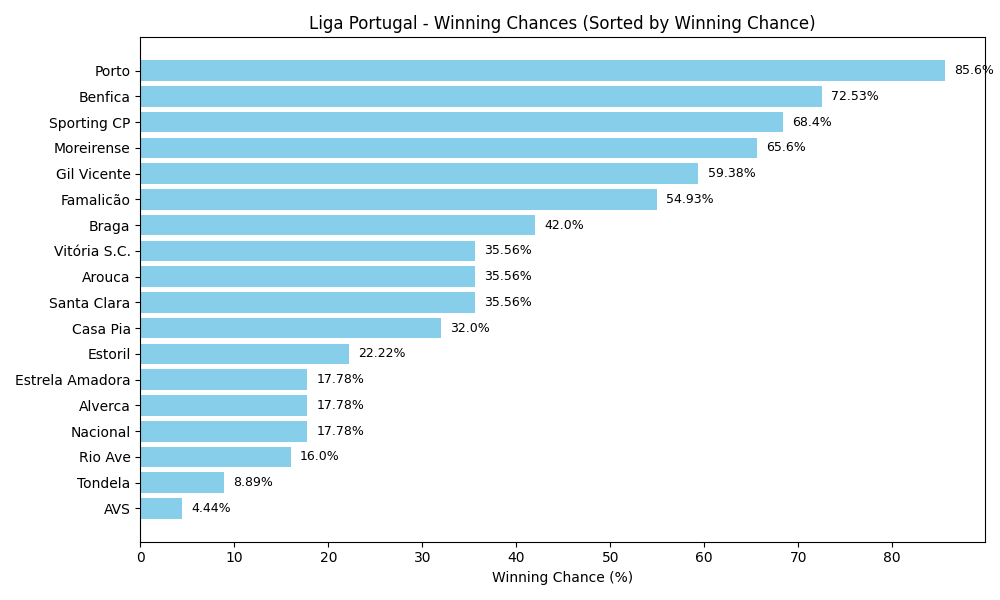 Liga Portugal - Winning Chances (Sorted by Winning Chance)
Porto 85.6%
Benfica 72.53%
Sporting CP 68.4%
Moreirense 65.6%
Gil Vicente 59.38%
Famalicão 54.93%
Braga 42.0%
Vitória S.C. 35.56%
Arouca 35.56%
Santa Clara 35.56%
Casa Pia 32.0%
Estoril 22.22%
Estrela Amadora 17.78%
Alverca 17.78%
Nacional 17.78%
Rio Ave 16.0%
Tondela 8.89%
AVS 4.44%
0 10 20 30 40 50 60 70 80
Winning Chance (%)